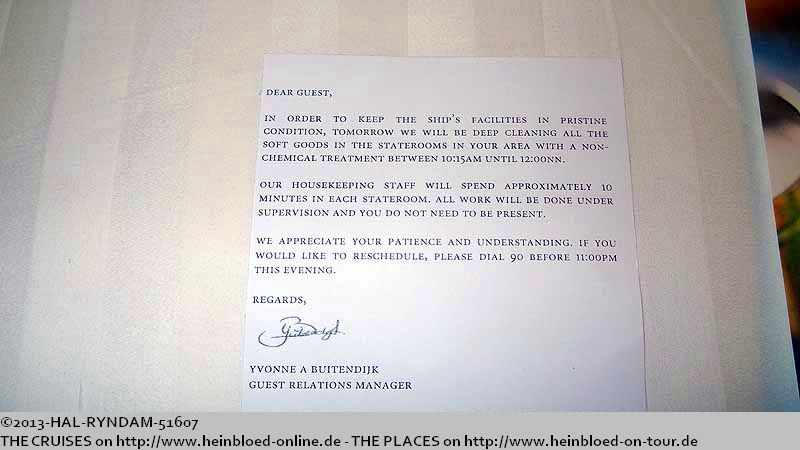 DEAR GUEST,
IN ORDER TO KEEP THE SHIP'S FACILITIES IN PRISTINE
CONDITION, TOMORROW WE WILL BE DEEP CLEANING ALL THE
SOFT GOODS IN THE STATEROOMS IN YOUR AREA WITH A NON-
CHEMICAL TREATMENT BETWEEN 10:15AM UNTIL 12:00NN.
OUR HOUSEKEEPING STAFF WILL SPEND APPROXIMATELY 10
MINUTES IN EACH STATEROOM. ALL WORK WILL BE DONE UNDER
SUPERVISION AND YOU DO NOT NEED TO BE PRESENT.
WE APPRECIATE YOUR PATIENCE AND UNDERSTANDING. IF YOU
WOULD LIKE TO RESCHEDULE, PLEASE DIAL 90 BEFORE 11:00PM
THIS EVENING.
REGARDS,
YVONNE A BUITENDIJK
GUEST RELATIONS MANAGER
©2013-HAL-RYNDAM-51607
THE CRUISES on http://www.heinbloed-online.de - THE PLACES on http://www.heinbloed-on-tour.de